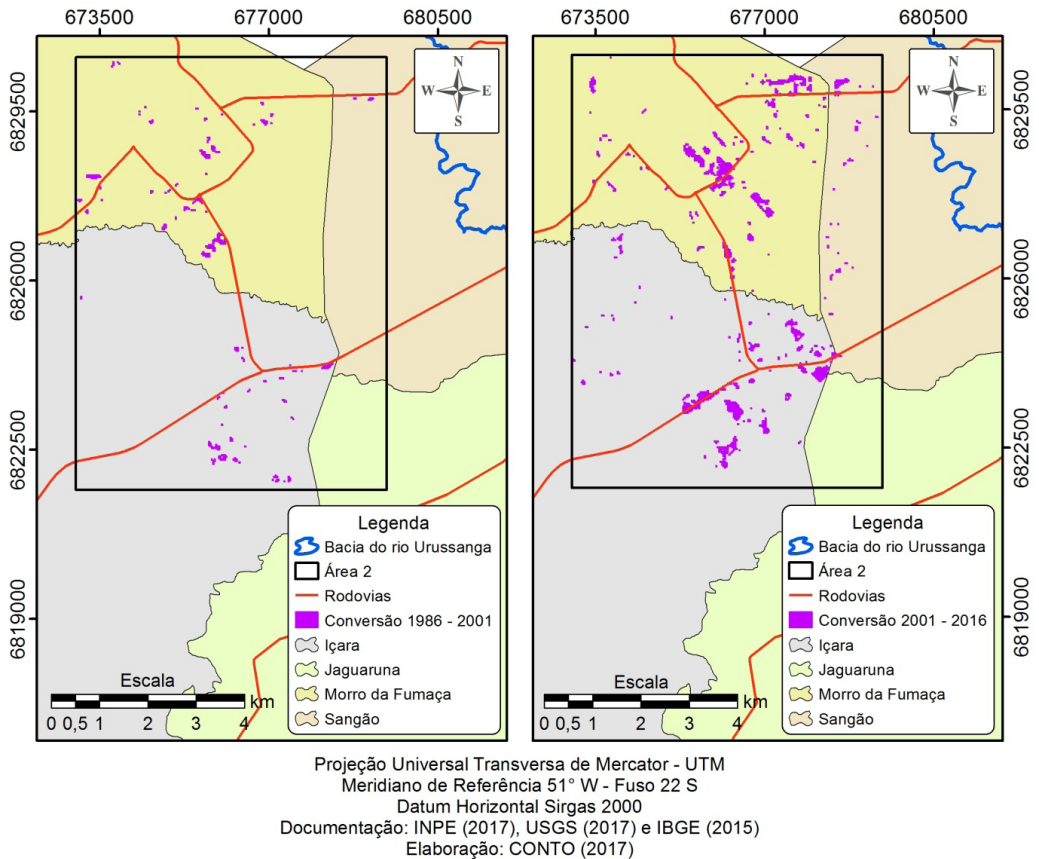 673500 677000 680505
673500 677000 680505
6829500
6826000
6822500
6819000
N
W E
S
Legenda
Bacia do rio Urussanga
Área 2
Rodovias
Conversão 1986 - 2001
Içara
Jaguaruna
Morro da Fumaça
Sangão
Escala
km
0 0,5 1 2 3 4
N
W E
S
Legenda
Bacia do rio Urussanga
Área 2
Rodovias
Conversão 2001 - 2016
Içara
Jaguaruna
Morro da Fumaça
Sangão
Escala
km
0 0,5 1 2 3 4
6829500
6826000
6822500
6819000
Projeção Universal Transversa de Mercator - UTM
Meridiano de Referência 51° W - Fuso 22 S
Datum Horizontal Sirgas 2000
Documentação: INPE (2017), USGS (2017) e IBGE (2015)
Elaboração: CONTO (2017)